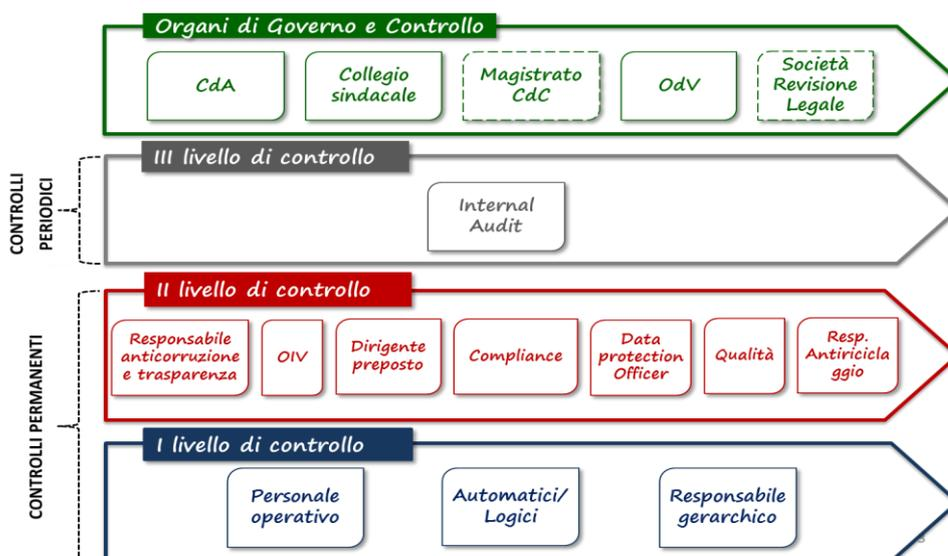 Organi di Governo e Controllo
CdA
Collegio
sindacale
Magistrato
CdC
OdV
Società
Revisione
Legale
CONTROLLI
PERIODICI
III livello di controllo
Internal
Audit
CONTROLLI PERMANENTI
II livello di controllo
Responsabile
anticorruzione
e trasparenza
OIV
Dirigente
preposto
Compliance
Data
protection
Officer
Qualità
Resp.
Antiricicla
ggio
I livello di controllo
Personale
operativo
Automatici/
Logici
Responsabile
gerarchico